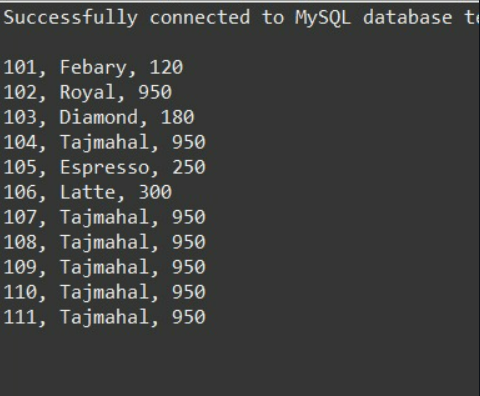 Successfully connected to MySQL database
101, Febary, 120
102, Royal, 950
103, Diamond, 180
104, Tajmahal, 950
105, Espresso, 250
106, Latte, 300
107, Tajmahal, 950
108, Tajmahal, 950
109, Tajmahal, 950
110, Tajmahal, 950
111, Tajmahal, 950